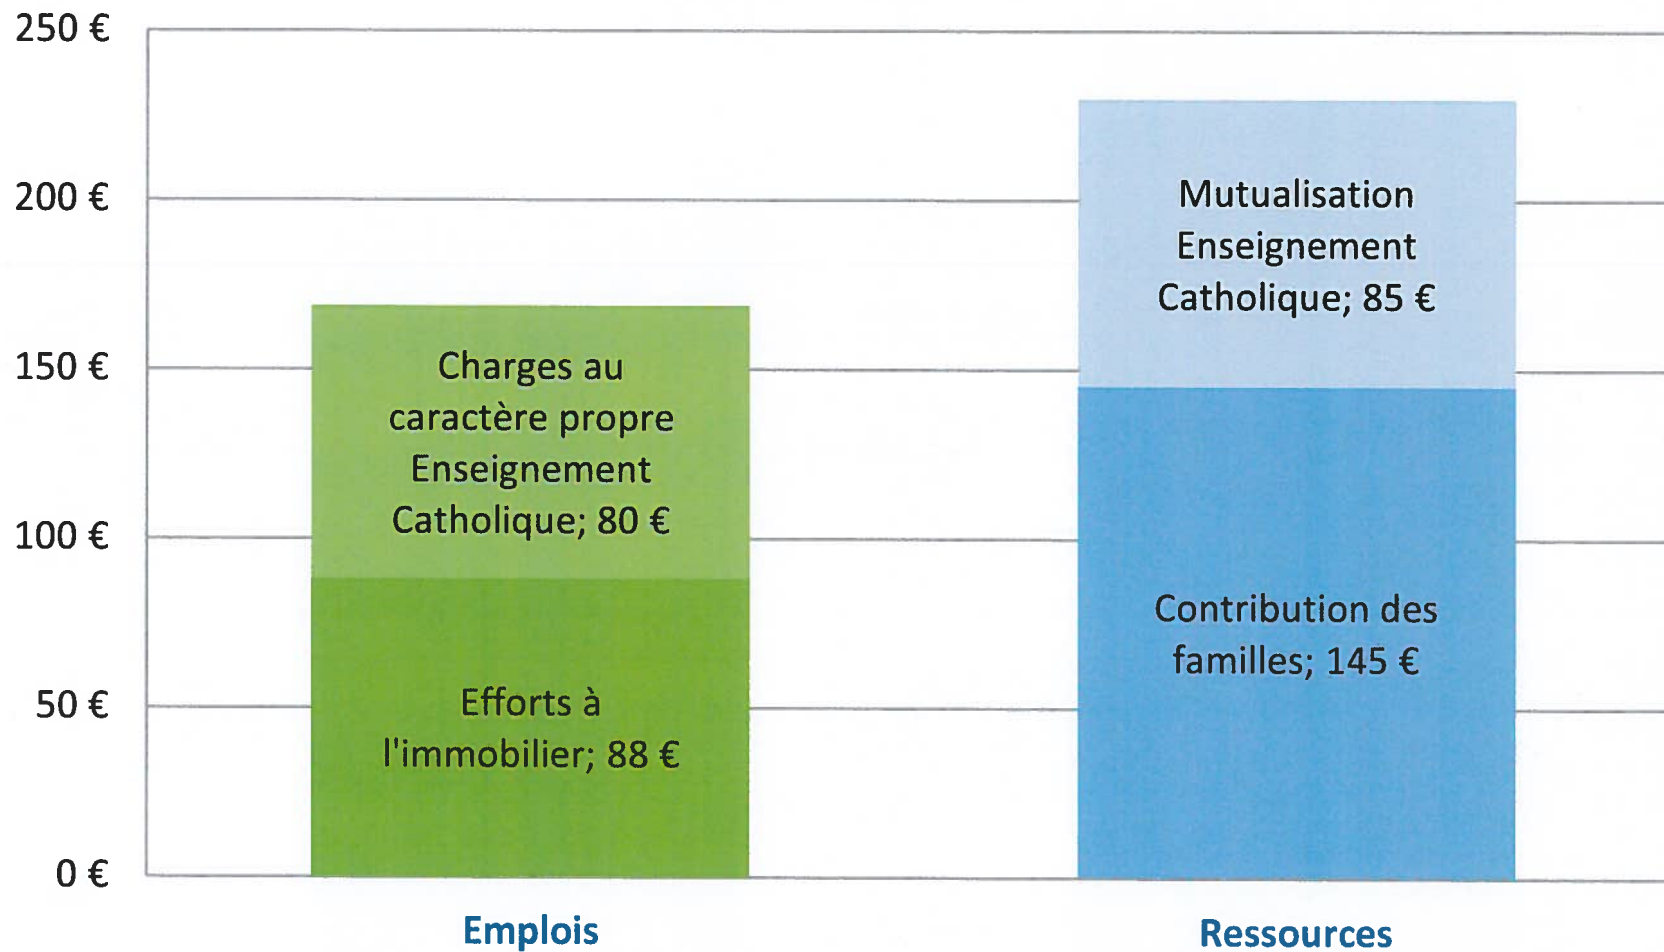 250 €
200 €
150 €
100 €
50 €
0 €
Charges au
caractère propre
Enseignement
Catholique; 80 €
Efforts à
l'immobilier; 88 €
Emplois
Mutualisation
Enseignement
Catholique; 85 €
Contribution des
familles; 145 €
Ressources